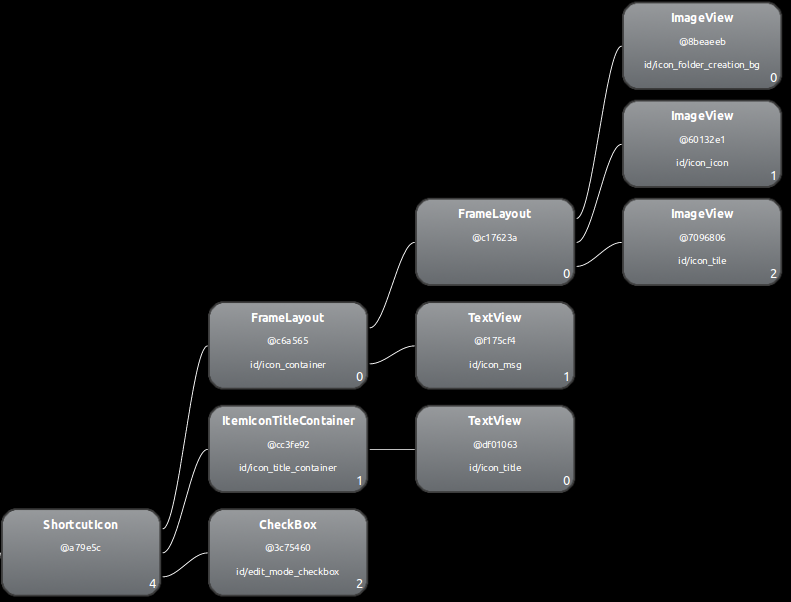 ImageView
@8beaeeb
id/icon_folder_creation_bg
0
ImageView
@60132e1
id/icon_icon
1
FrameLayout
@c17623a
0
ImageView
@7096806
id/icon_tile
2
FrameLayout
@c6a565
id/icon_container
0
TextView
@f175cf4
id/icon_msg
1
ItemIconTitleContainer
@cc3fe92
id/icon_title_container
1
TextView
@df01063
id/icon_title
0
ShortcutIcon
@a79e5c
4
CheckBox
@3c75460
id/edit_mode_checkbox
2